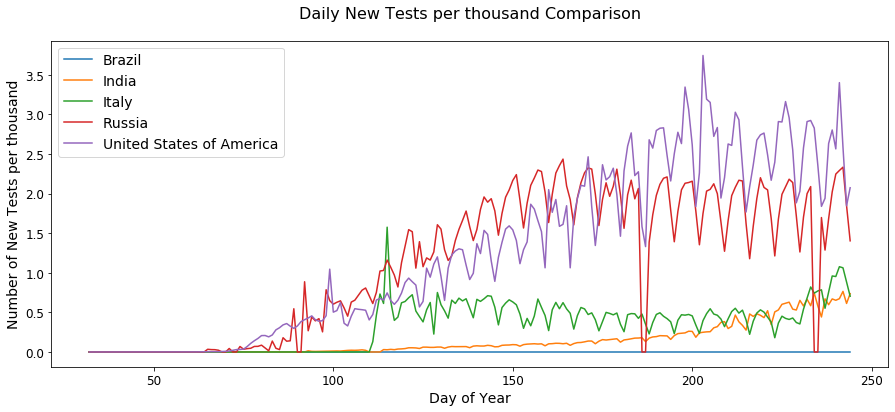 Daily New Tests per thousand Comparison
Brazil
India
Italy
Russia
United States of America
Number of New Tests per thousand
3.5
3.0
2.5
2.0
1.5
1.0
0.5
0.0
50
100
150
200
250
Day of Year